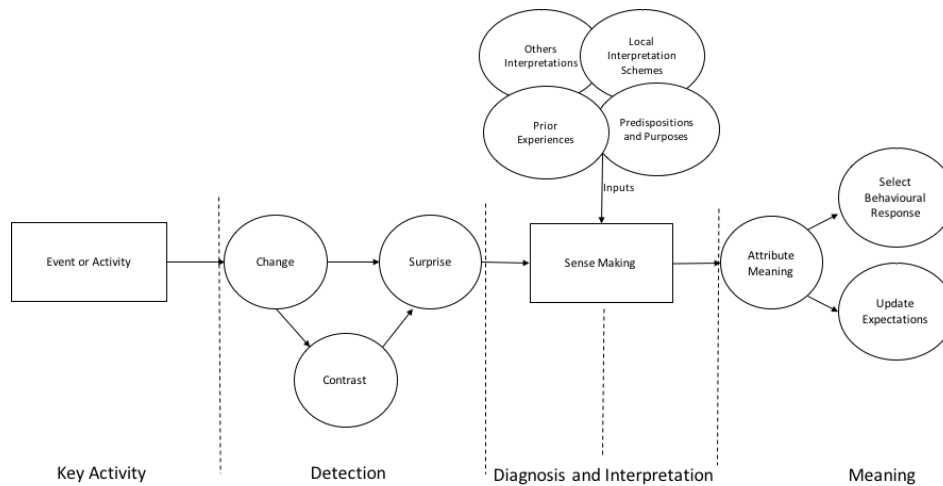 Others
Interpretations
Local
Interpretation
Schemes
Prior
Experiences
Predispositions
and Purposes
Inputs
Select
Behavioural
Response
Event or Activity
Change
Surprise
Sense Making
Attribute
Meaning
Update
Expectations
Contrast
Key Activity
Detection
Diagnosis and Interpretation
Meaning